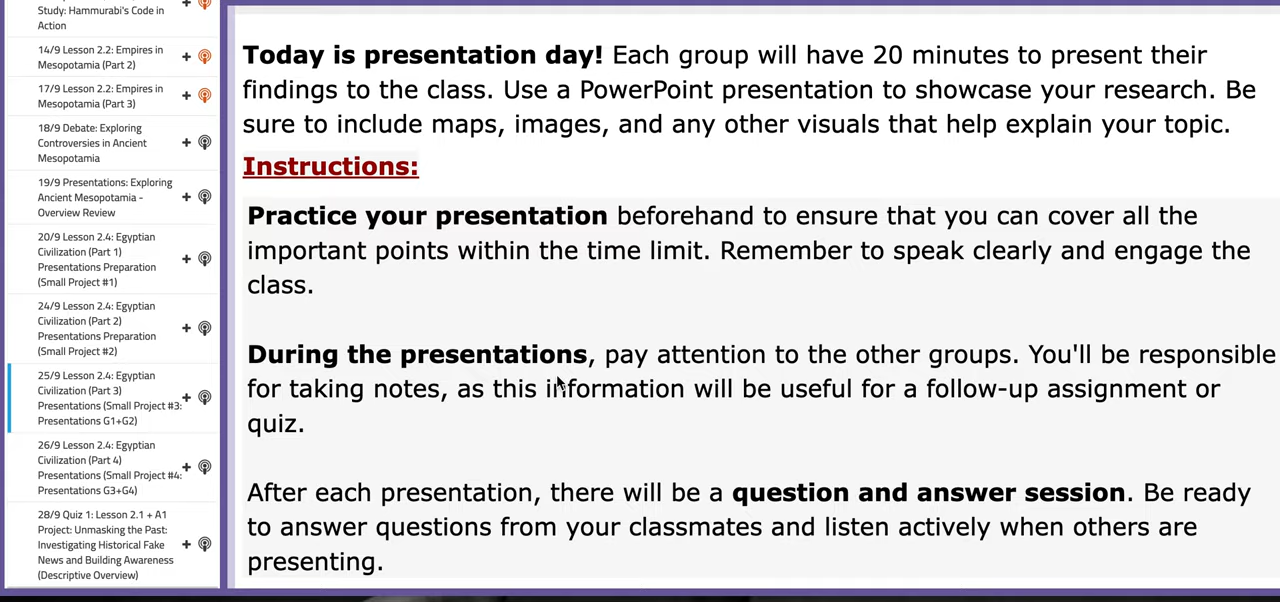 Study: Hammurabi's Code in
Action
14/9 Lesson 2.2: Empires in
Mesopotamia (Part 2)
17/9 Lesson 2.2: Empires in
Mesopotamia (Part 3)
18/9 Debate: Exploring
Controversies in Ancient
Mesopotamia
19/9 Presentations: Exploring
Ancient Mesopotamia -
Overview Review
20/9 Lesson 2.4: Egyptian
Civilization (Part 1)
Presentations Preparation
(Small Project #1)
24/9 Lesson 2.4: Egyptian
Civilization (Part 2)
Presentations Preparation
(Small Project #2)
25/9 Lesson 2.4: Egyptian
Civilization (Part 3)
Presentations (Small Project #3:
Presentations G1+G2)
26/9 Lesson 2.4: Egyptian
Civilization (Part 4)
Presentations (Small Project #4:
Presentations G3+G4)
28/9 Quiz 1: Lesson 2.1 + A1
Project: Unmasking the Past:
Investigating Historical Fake
News and Building Awareness
(Descriptive Overview)
Today is presentation day! Each group will have 20 minutes to present their
findings to the class. Use a PowerPoint presentation to showcase your research. Be
sure to include maps, images, and any other visuals that help explain your topic.
Instructions:
Practice your presentation beforehand to ensure that you can cover all the
important points within the time limit. Remember to speak clearly and engage the
class.
During the presentations, pay attention to the other groups. You'll be responsible
for taking notes, as this information will be useful for a follow-up assignment or
quiz.
After each presentation, there will be a question and answer session. Be ready
to answer questions from your classmates and listen actively when others are
presenting.